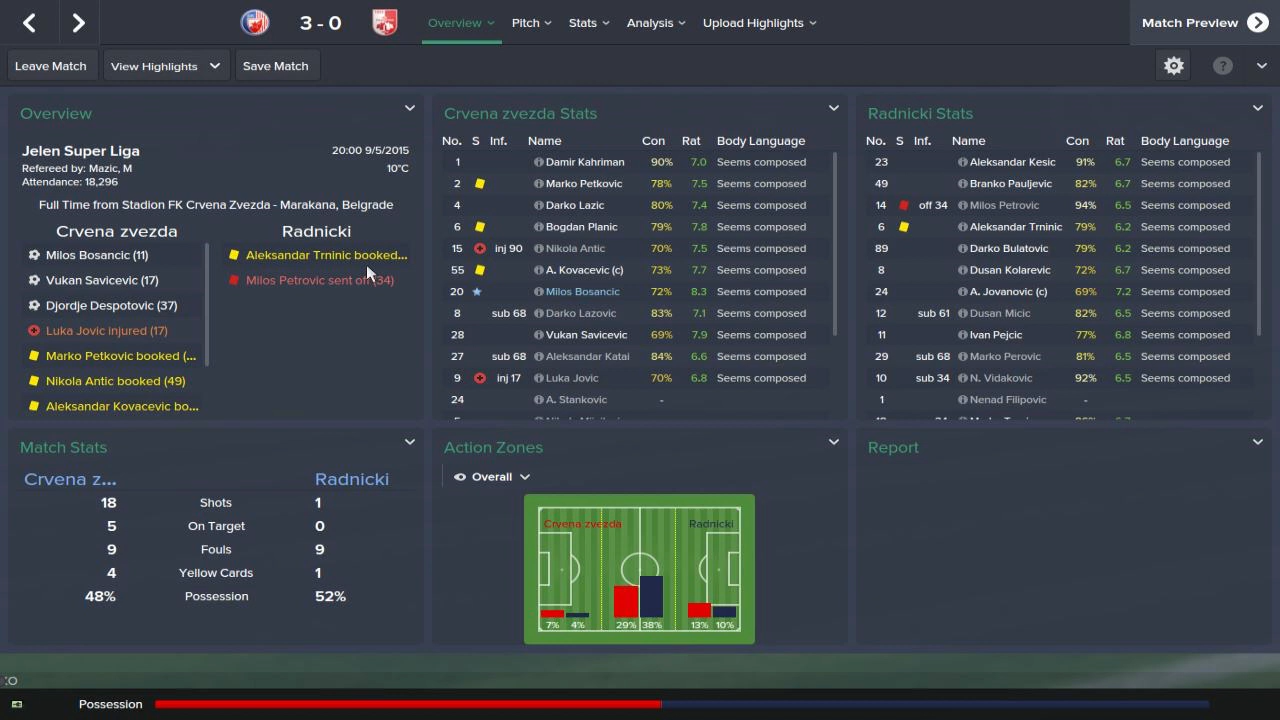 3 - 0
Overview
Pitch
Stats
Analysis
Upload Highlights
Match Preview
Leave Match
View Highlights
Save Match
?
Overview
Jelen Super Liga
20:00 9/5/2015
Refereed by: Mazic, M
10°C
Attendance: 18,296
Full Time from Stadion FK Crvena Zvezda - Marakana, Belgrade
Crvena zvezda
Radnicki
Milos Bosancic (11)
Vukan Savicevic (17)
Djordje Despotovic (37)
Luka Jovic injured (17)
Marko Petkovic booked (...
Nikola Antic booked (49)
Aleksandar Kovacevic bo...
Aleksandar Trninic booked...
Milos Petrovic sent off (34)
Crvena zvezda Stats
No. S Inf. Name Con Rat Body Language
1 Damir Kahriman 90% 7.0 Seems composed
2 Marko Petkovic 78% 7.5 Seems composed
4 Darko Lazic 80% 7.4 Seems composed
6 Bogdan Planic 79% 7.8 Seems composed
15 inj 90 Nikola Antic 70% 7.5 Seems composed
55 A. Kovacevic (c) 73% 7.7 Seems composed
20 Milos Bosancic 72% 8.3 Seems composed
8 sub 68 Darko Lazovic 83% 7.1 Seems composed
28 Vukan Savicevic 69% 7.9 Seems composed
27 sub 68 Aleksandar Katai 84% 6.6 Seems composed
9 inj 17 Luka Jovic 70% 6.8 Seems composed
24 A. Stankovic -
Radnicki Stats
No. S Inf. Name Con Rat Body Language
23 Aleksandar Kesic 91% 6.7 Seems composed
49 Branko Pauljevic 82% 6.7 Seems composed
14 off 34 Milos Petrovic 94% 6.5 Seems composed
6 Aleksandar Trninic 79% 6.2 Seems composed
89 Darko Bulatovic 79% 6.2 Seems composed
8 Dusan Kolarevic 72% 6.7 Seems composed
24 A. Jovanovic (c) 69% 7.2 Seems composed
12 sub 61 Dusan Micic 82% 6.5 Seems composed
11 Ivan Pejcic 77% 6.8 Seems composed
29 sub 68 Marko Perovic 81% 6.5 Seems composed
10 sub 34 N. Vidakovic 92% 6.5 Seems composed
1 Nenad Filipovic -
Match Stats
Crvena z... Radnicki
18 Shots 1
5 On Target 0
9 Fouls 9
4 Yellow Cards 1
48% Possession 52%
Action Zones
Overall
Crvena zvezda Radnicki
7% 4% 29% 38% 13% 10%
Report
Possession